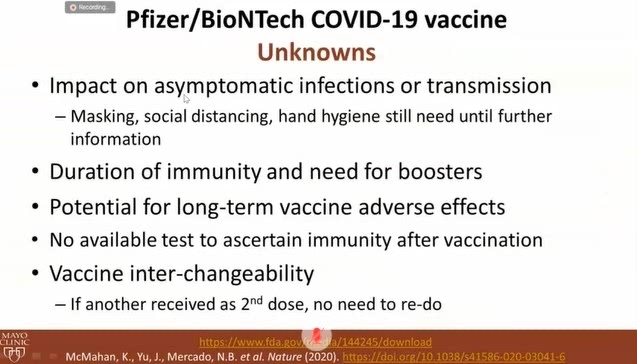 Recording...
Pfizer/BioNTech COVID-19 vaccine
Unknowns
• Impact on asymptomatic infections or transmission
– Masking, social distancing, hand hygiene still need until further
information
• Duration of immunity and need for boosters
• Potential for long-term vaccine adverse effects
• No available test to ascertain immunity after vaccination
• Vaccine inter-changeability
– If another received as 2nd dose, no need to re-do
MAYO
CLINIC
https://www.fda.gov/media/144245/download
McMahan, K., Yu, J., Mercado, N.B. et al. Nature (2020). https://doi.org/10.1038/s41586-020-03041-6